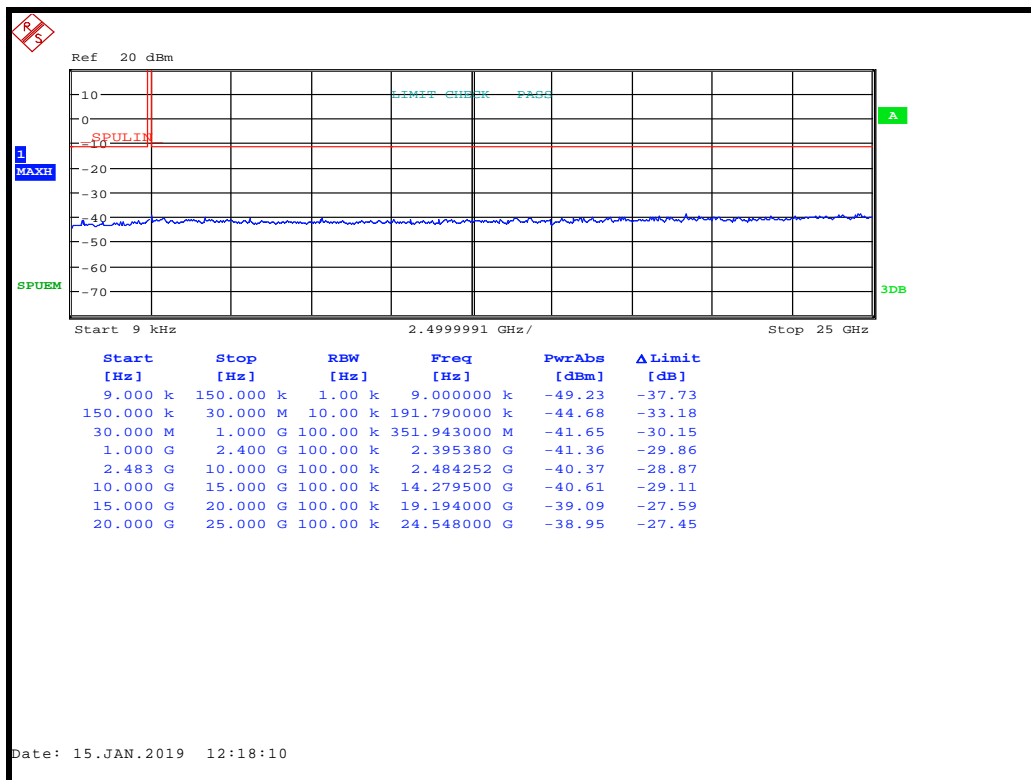 R S
Ref 20 dBm
10
LIMIT CHECK PASS
0
A
SPULIN
-10
1
MAXH
-20
-30
-40
-50
-60
SPUEM
-70
3DB
Start 9 kHz 2.4999991 GHz/ Stop 25 GHz
Start Stop RBW Freq PwrAbs ΔLimit
[Hz] [Hz] [Hz] [Hz] [dBm] [dB]
9.000 k 150.000 k 1.00 k 9.000000 k -49.23 -37.73
150.000 k 30.000 M 10.00 k 191.790000 k -44.68 -33.18
30.000 M 1.000 G 100.00 k 351.943000 M -41.65 -30.15
1.000 G 2.400 G 100.00 k 2.395380 G -41.36 -29.86
2.483 G 10.000 G 100.00 k 2.484252 G -40.37 -28.87
10.000 G 15.000 G 100.00 k 14.279500 G -40.61 -29.11
15.000 G 20.000 G 100.00 k 19.194000 G -39.09 -27.59
20.000 G 25.000 G 100.00 k 24.548000 G -38.95 -27.45
Date: 15.JAN.2019 12:18:10